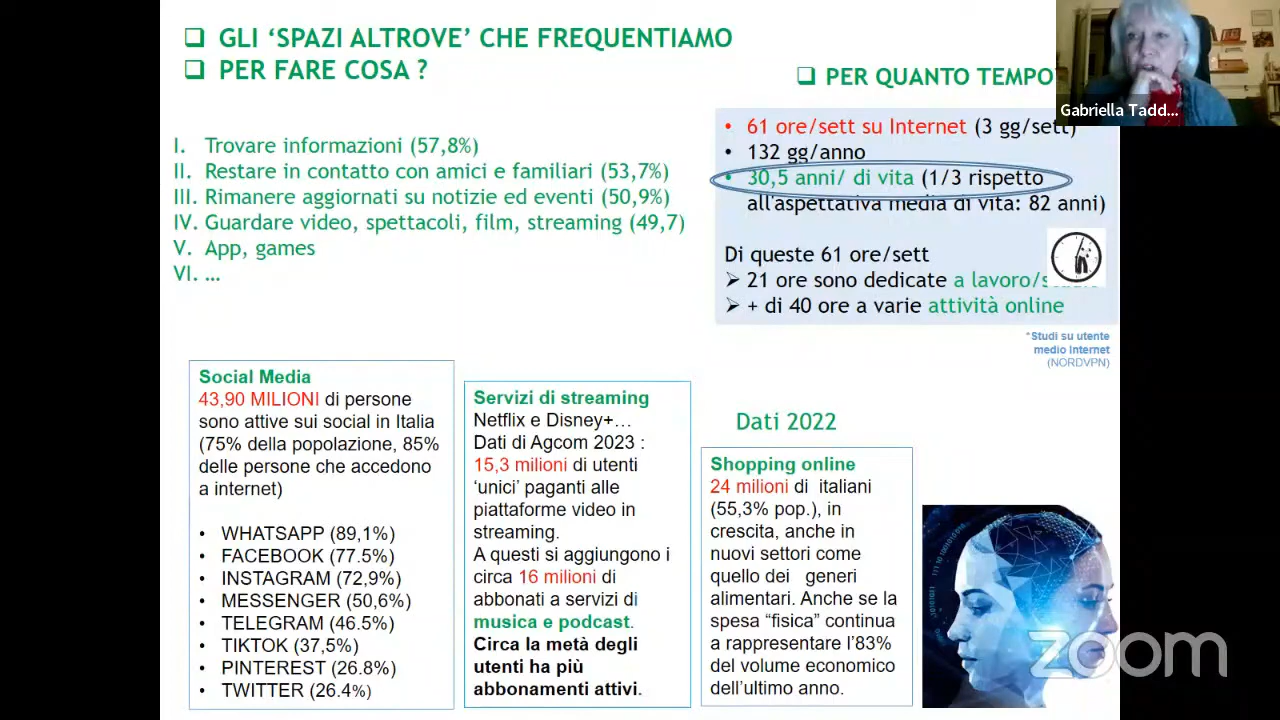 ❑ GLI ‘SPAZI ALTROVE’ CHE FREQUENTIAMO
❑ PER FARE COSA ?
I. Trovare informazioni (57,8%)
II. Restare in contatto con amici e familiari (53,7%)
III. Rimanere aggiornati su notizie ed eventi (50,9%)
IV. Guardare video, spettacoli, film, streaming (49,7)
V. App, games
VI. ...
❑ PER QUANTO TEMPO
Gabriella Tadd...
• 61 ore/sett su Internet (3 gg/sett)
• 132 gg/anno
• 30,5 anni/ di vita (1/3 rispetto
all'aspettativa media di vita: 82 anni)
Di queste 61 ore/sett
➢ 21 ore sono dedicate a lavoro/
➢ + di 40 ore a varie attività online
*Studi su utente
medio Internet
(NORDVPN)
Social Media
43,90 MILIONI di persone
sono attive sui social in Italia
(75% della popolazione, 85%
delle persone che accedono
a internet)
• WHATSAPP (89,1%)
• FACEBOOK (77.5%)
• INSTAGRAM (72,9%)
• MESSENGER (50,6%)
• TELEGRAM (46.5%)
• TIKTOK (37,5%)
• PINTEREST (26.8%)
• TWITTER (26.4%)
Servizi di streaming
Netflix e Disney+...
Dati di Agcom 2023 :
15,3 milioni di utenti
‘unici’ paganti alle
piattaforme video in
streaming.
A questi si aggiungono i
circa 16 milioni di
abbonati a servizi di
musica e podcast.
Circa la metà degli
utenti ha più
abbonamenti attivi.
Dati 2022
Shopping online
24 milioni di italiani
(55,3% pop.), in
crescita, anche in
nuovi settori come
quello dei generi
alimentari. Anche se la
spesa “fisica” continua
a rappresentare l’83%
del volume economico
dell’ultimo anno.
zoom